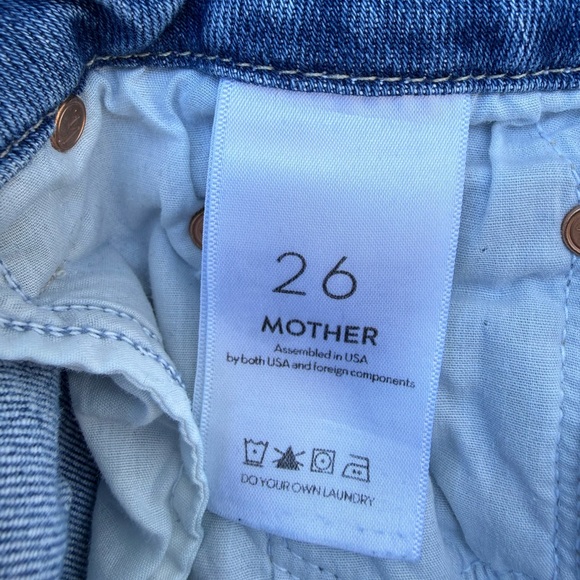 26
MOTHER
Assembled in USA
by both USA and foreign components
DO YOUR OWN LAUNDRY